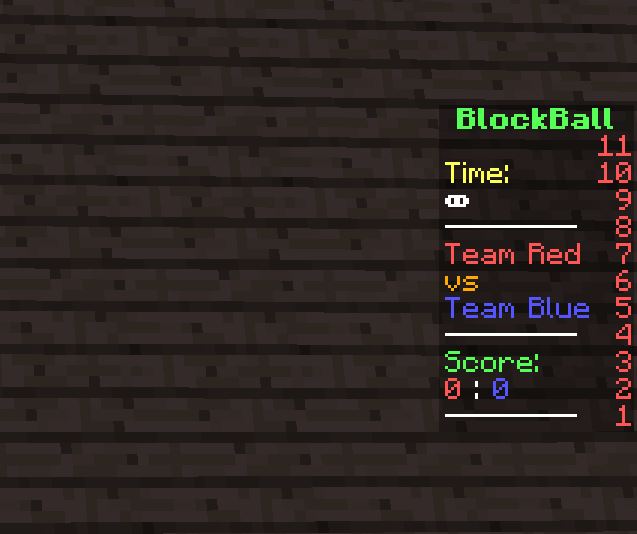 BlockBall
11
Time: 10
∞ 9
8
Team Red 7
vs 6
Team Blue 5
4
Score: 3
0 : 0 2
1